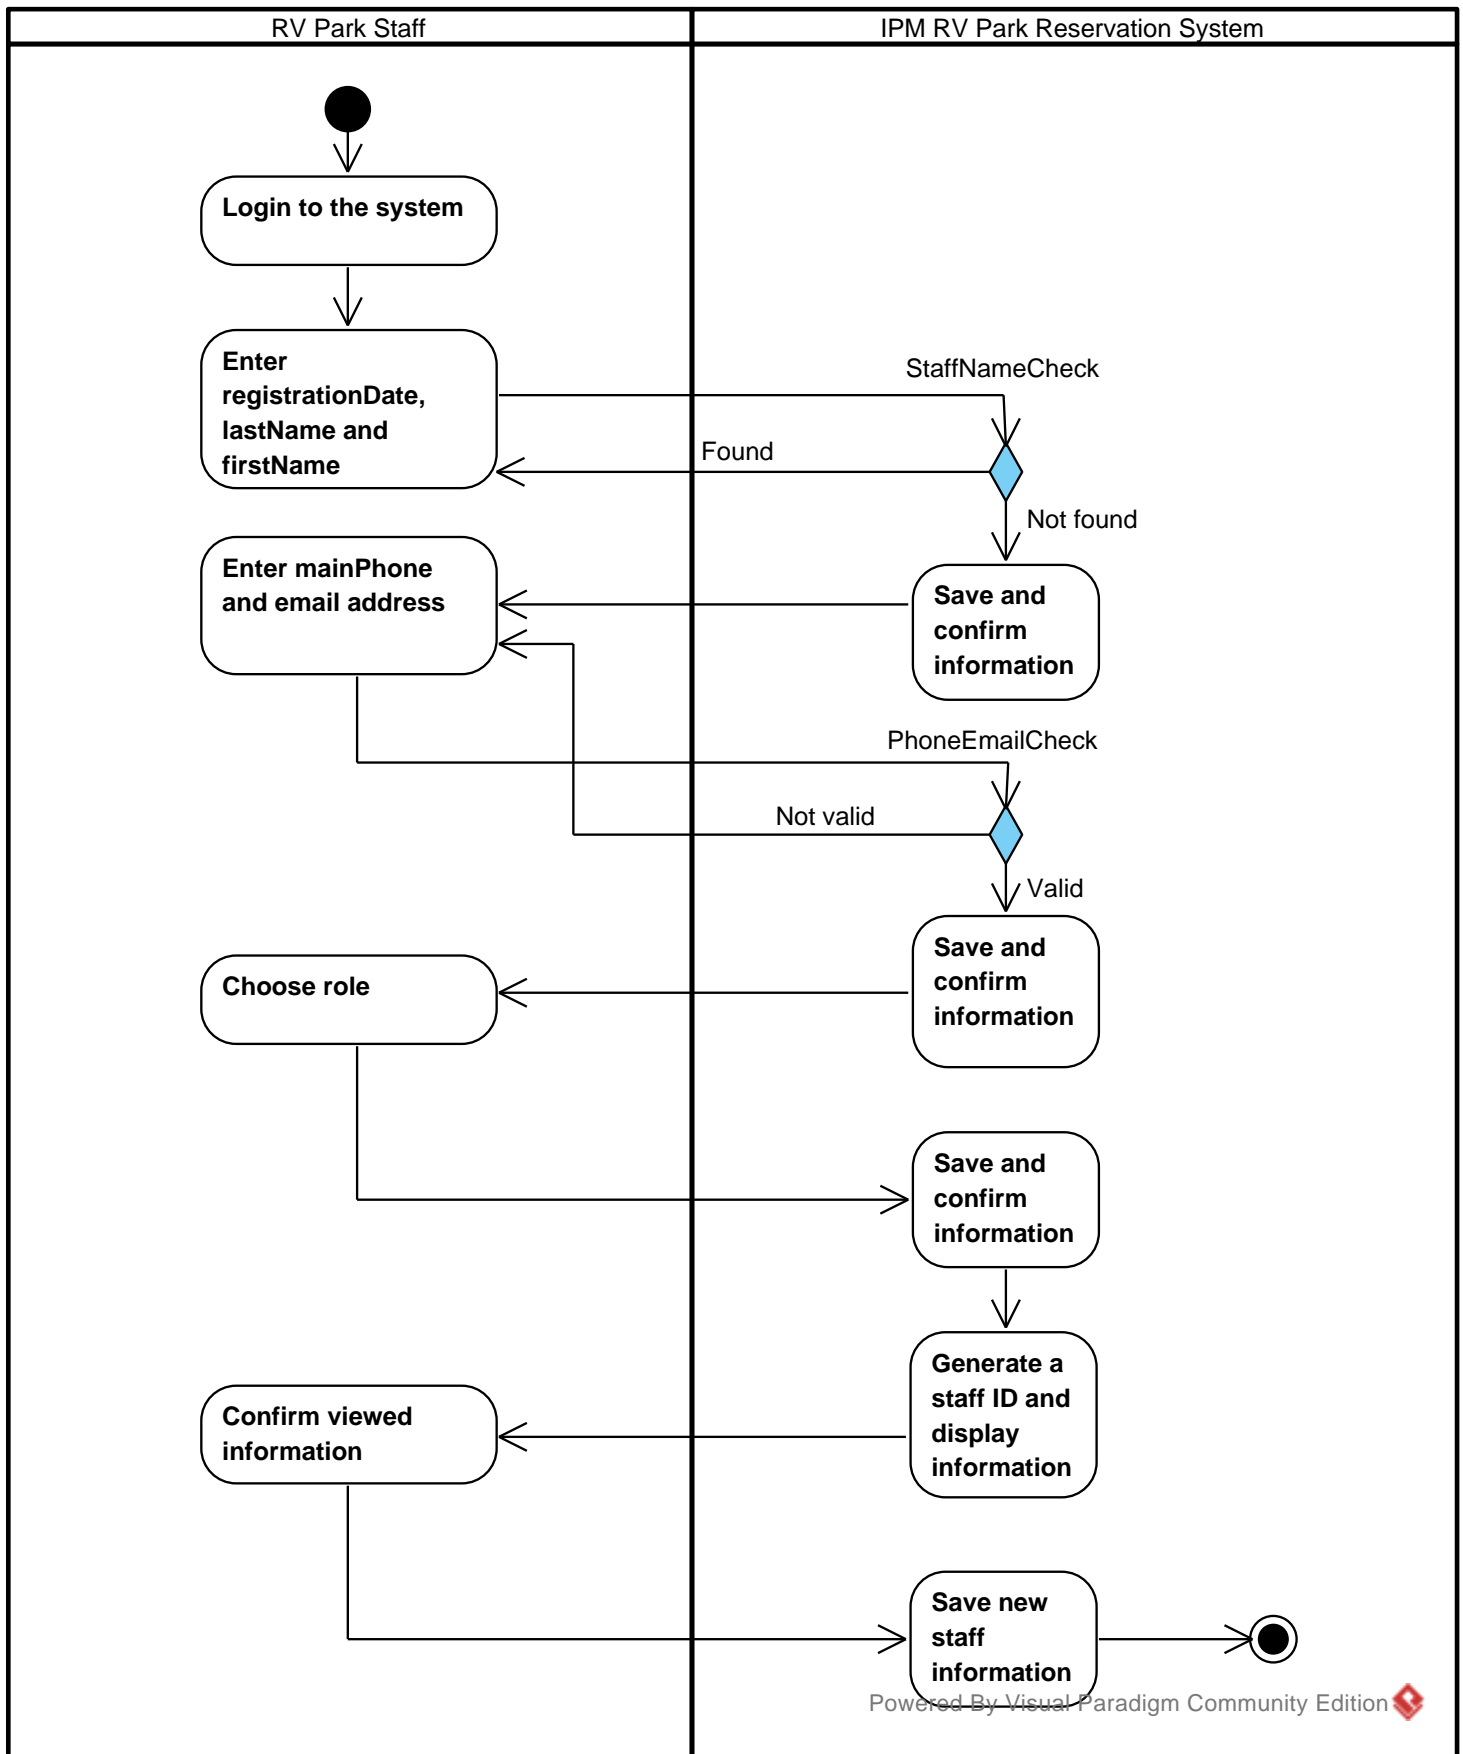 RV Park Staff
IPM RV Park Reservation System
Login to the system
Enter
registrationDate,
lastName and
firstName
StaffNameCheck
Found
Not found
Enter mainPhone
and email address
Save and
confirm
information
PhoneEmailCheck
Not valid
Valid
Save and
confirm
information
Choose role
Save and
confirm
information
Generate a
staff ID and
display
information
Confirm viewed
information
Save new
staff
information
Powered By Visual Paradigm Community Edition